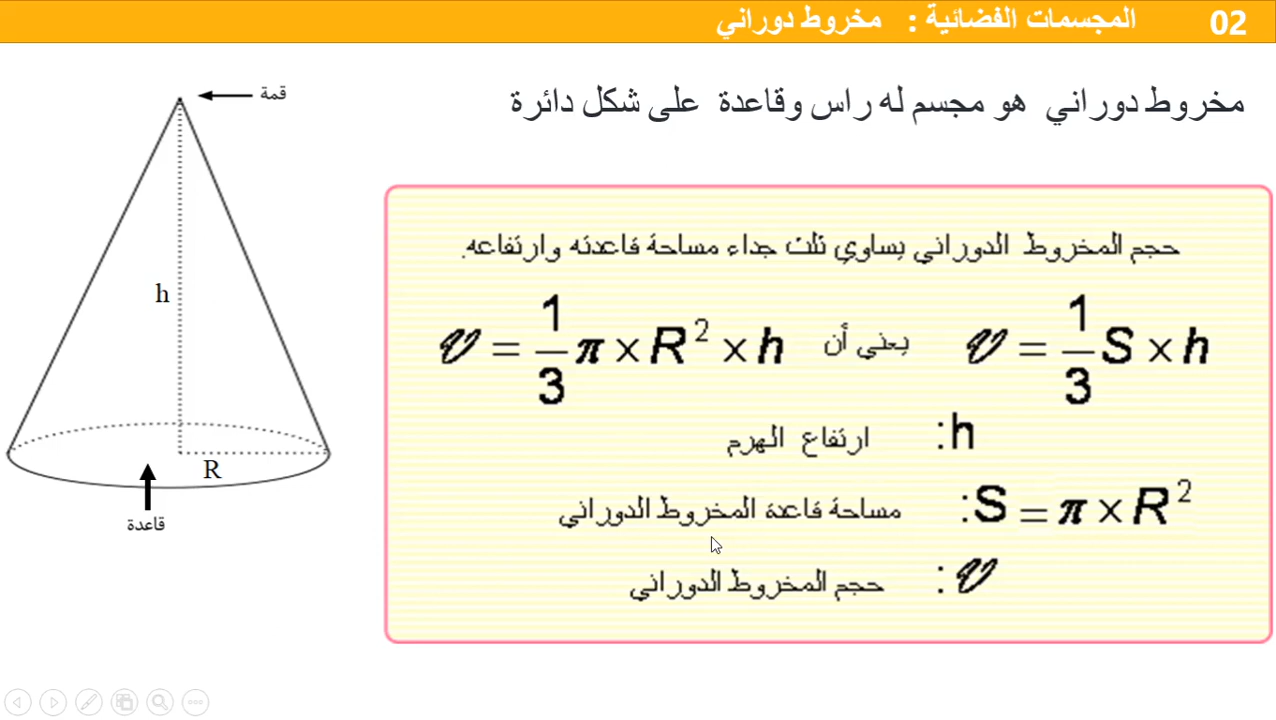 02 المجسمات الفضائية : مخروط دوراني
مخروط دوراني هو مجسم له راس وقاعدة على شكل دائرة
قمة
h
R
قاعدة
حجم المخروط الدوراني يساوي ثلث جداء مساحة قاعدته وارتفاعه.
𝒱 = 1/3 S × h يعني أن 𝒱 = 1/3 π × R² × h
h: ارتفاع الهرم
S = π × R² : مساحة قاعدة المخروط الدوراني
𝒱 : حجم المخروط الدوراني